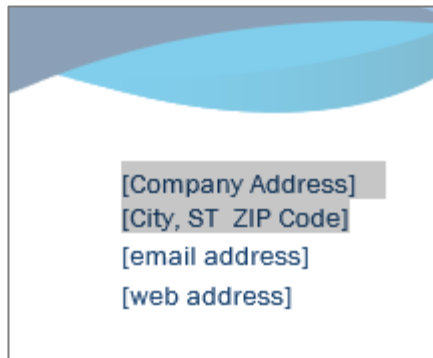 [Company Address]
[City, ST  ZIP Code]
[email address]
[web address]